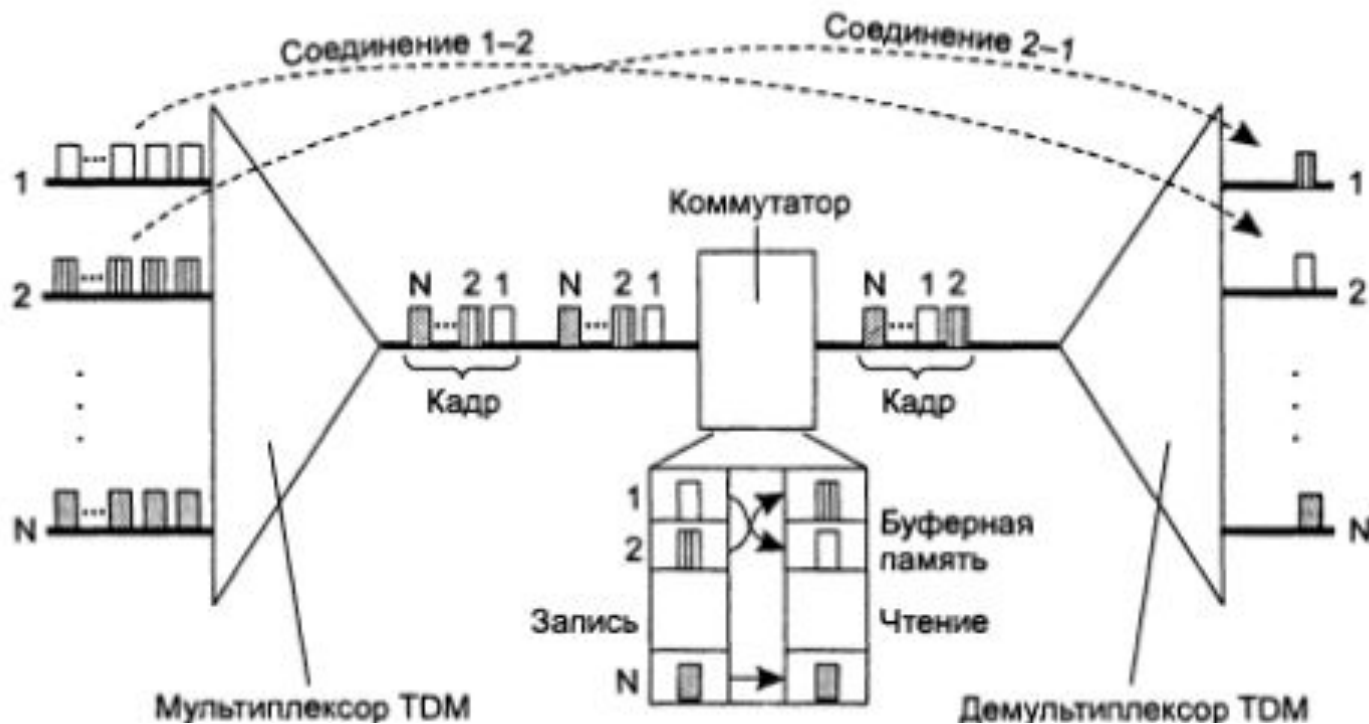 Соединение 1–2
Соединение 2–1
1
2
N
Коммутатор
N 2 1
N 2 1
N 1 2
Кадр
Кадр
1
2
N
1
2
Запись
N
Буферная
память
Чтение
Мультиплексор TDM
Демультиплексор TDM